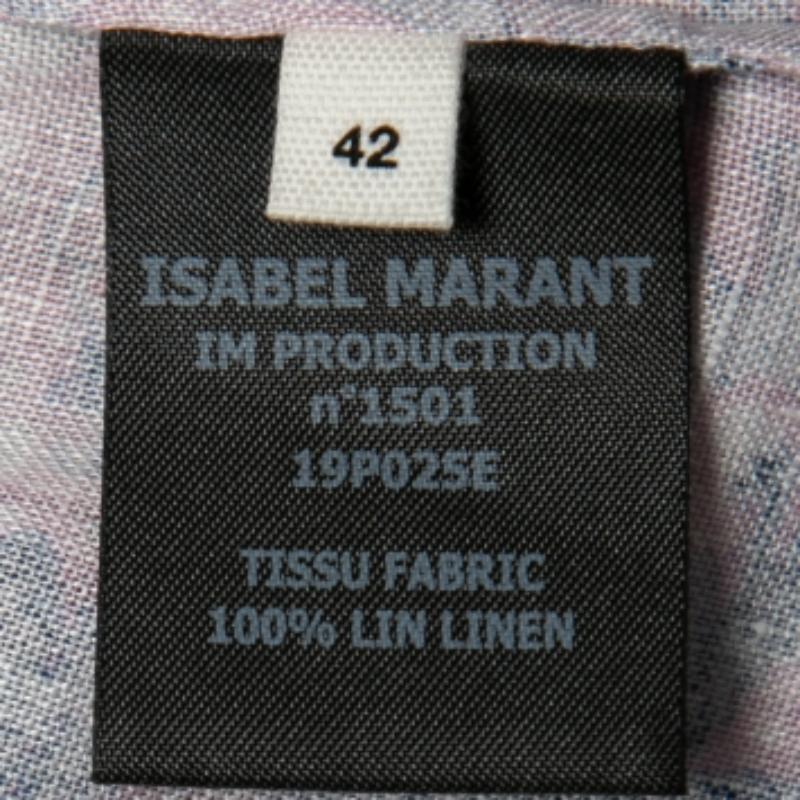 42
ISABEL MARANT
IM PRODUCTION
n°1501
19P02SE
TISSU FABRIC
100% LIN LINEN